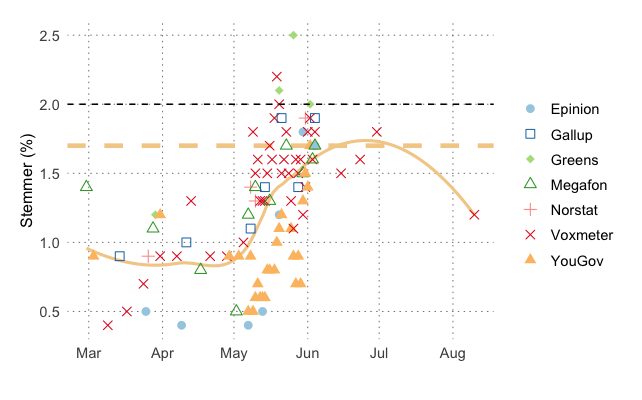 2.5
2.0
1.5
1.0
0.5
Stemmer (%)
Mar Apr May Jun Jul Aug
Epinion
Gallup
Greens
Megafon
Norstat
Voxmeter
YouGov